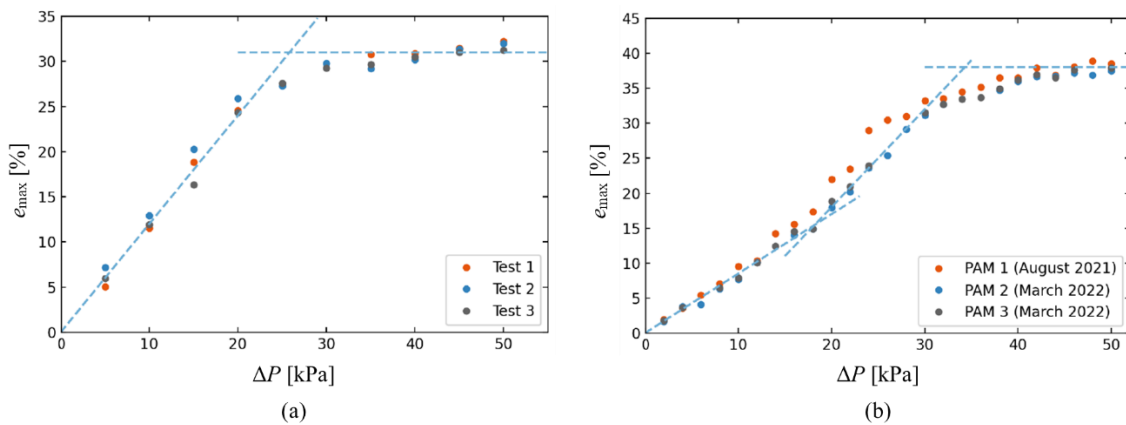 35
30
25
20
15
10
5
0
e_max [%]
0 10 20 30 40 50
Test 1
Test 2
Test 3
ΔP [kPa]
(a)
45
40
35
30
25
20
15
10
5
0
e_max [%]
0 10 20 30 40 50
PAM 1 (August 2021)
PAM 2 (March 2022)
PAM 3 (March 2022)
ΔP [kPa]
(b)